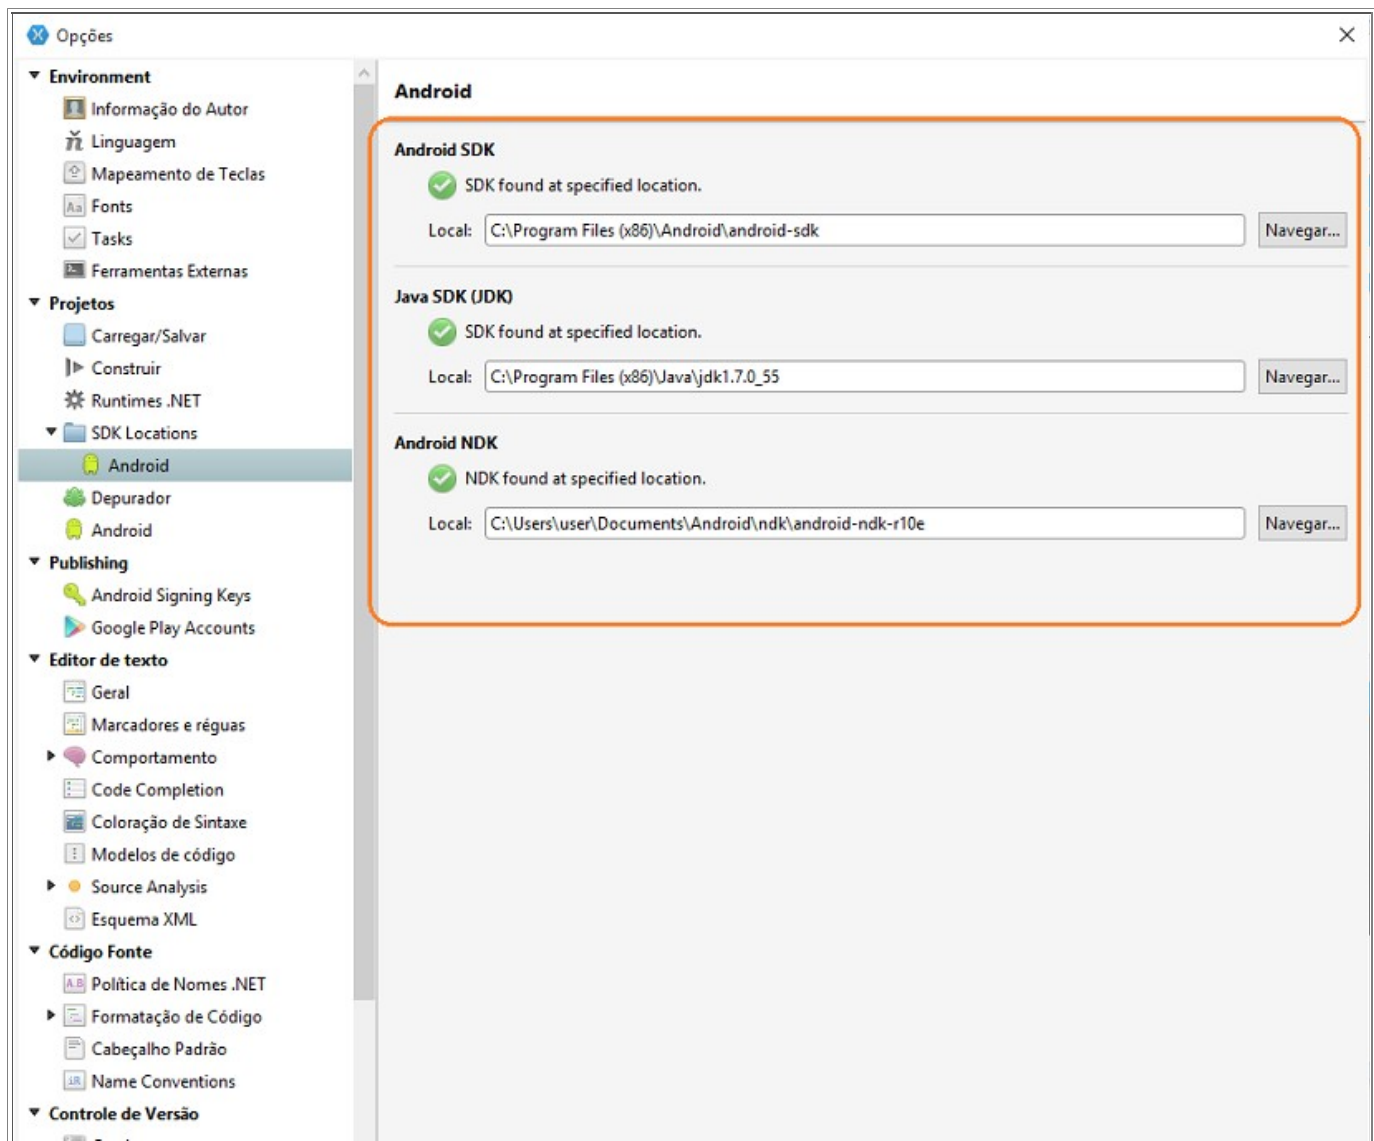 Opções
Environment
Informação do Autor
Linguagem
Mapeamento de Teclas
Fonts
Tasks
Ferramentas Externas
Projetos
Carregar/Salvar
Construir
Runtimes .NET
SDK Locations
Android
Depurador
Android
Publishing
Android Signing Keys
Google Play Accounts
Editor de texto
Geral
Marcadores e réguas
Comportamento
Code Completion
Coloração de Sintaxe
Modelos de código
Source Analysis
Esquema XML
Código Fonte
Política de Nomes .NET
Formatação de Código
Cabeçalho Padrão
Name Conventions
Controle de Versão
Android
Android SDK
SDK found at specified location.
Local: C:\Program Files (x86)\Android\android-sdk Navegar...
Java SDK (JDK)
SDK found at specified location.
Local: C:\Program Files (x86)\Java\jdk1.7.0_55 Navegar...
Android NDK
NDK found at specified location.
Local: C:\Users\user\Documents\Android\ndk\android-ndk-r10e Navegar...